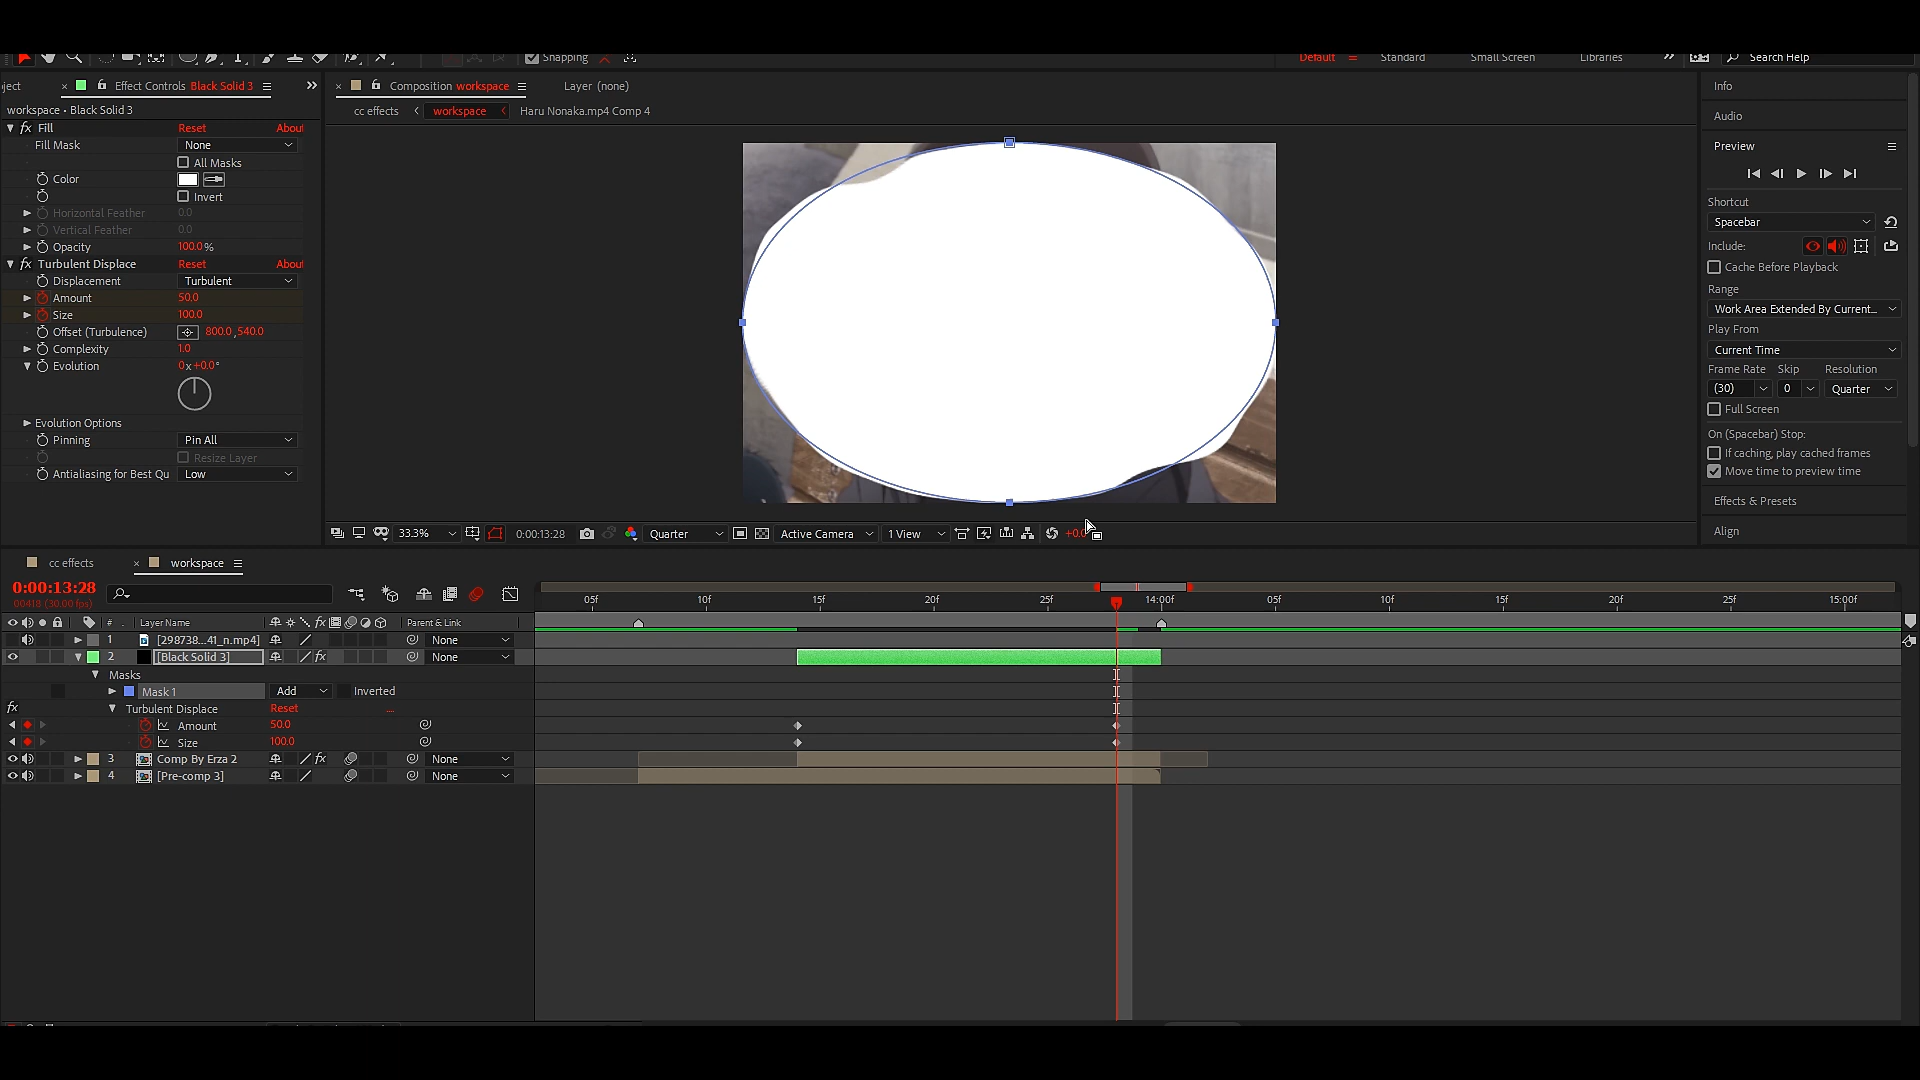 Snapping
Default
Standard
Small Screen
Libraries
Search Help
ject
Effect Controls Black Solid 3
Composition workspace
Layer (none)
Info
workspace • Black Solid 3
cc effects
workspace
Haru Nonaka.mp4 Comp 4
Audio
fx Fill
Reset
About
Fill Mask
None
Preview
All Masks
Color
Invert
Horizontal Feather
0.0
Vertical Feather
0.0
Opacity
100.0%
Shortcut
Spacebar
Include:
fx Turbulent Displace
Reset
About
Cache Before Playback
Displacement
Turbulent
Range
Amount
50.0
Work Area Extended By Current...
Size
100.0
Play From
Offset (Turbulence)
800.0,540.0
Current Time
Complexity
1.0
Evolution
0x+0.0°
Frame Rate
Skip
Resolution
(30)
0
Quarter
Full Screen
Evolution Options
On (Spacebar) Stop:
Pinning
Pin All
If caching, play cached frames
Resize Layer
Move time to preview time
Antialiasing for Best Qu
Low
Effects & Presets
Align
33.3%
0:00:13:28
Quarter
Active Camera
1 View
+0.0
cc effects
workspace
0:00:13:28
00418 (30.00 fps)
05f
10f
15f
20f
25f
14:00f
05f
10f
15f
20f
25f
15:00f
#
Layer Name
Parent & Link
1
[298738...41_n.mp4]
None
2
[Black Solid 3]
fx
None
Masks
Mask 1
Add
Inverted
fx
Turbulent Displace
Reset
....
Amount
50.0
Size
100.0
3
Comp By Erza 2
fx
None
4
[Pre-comp 3]
None